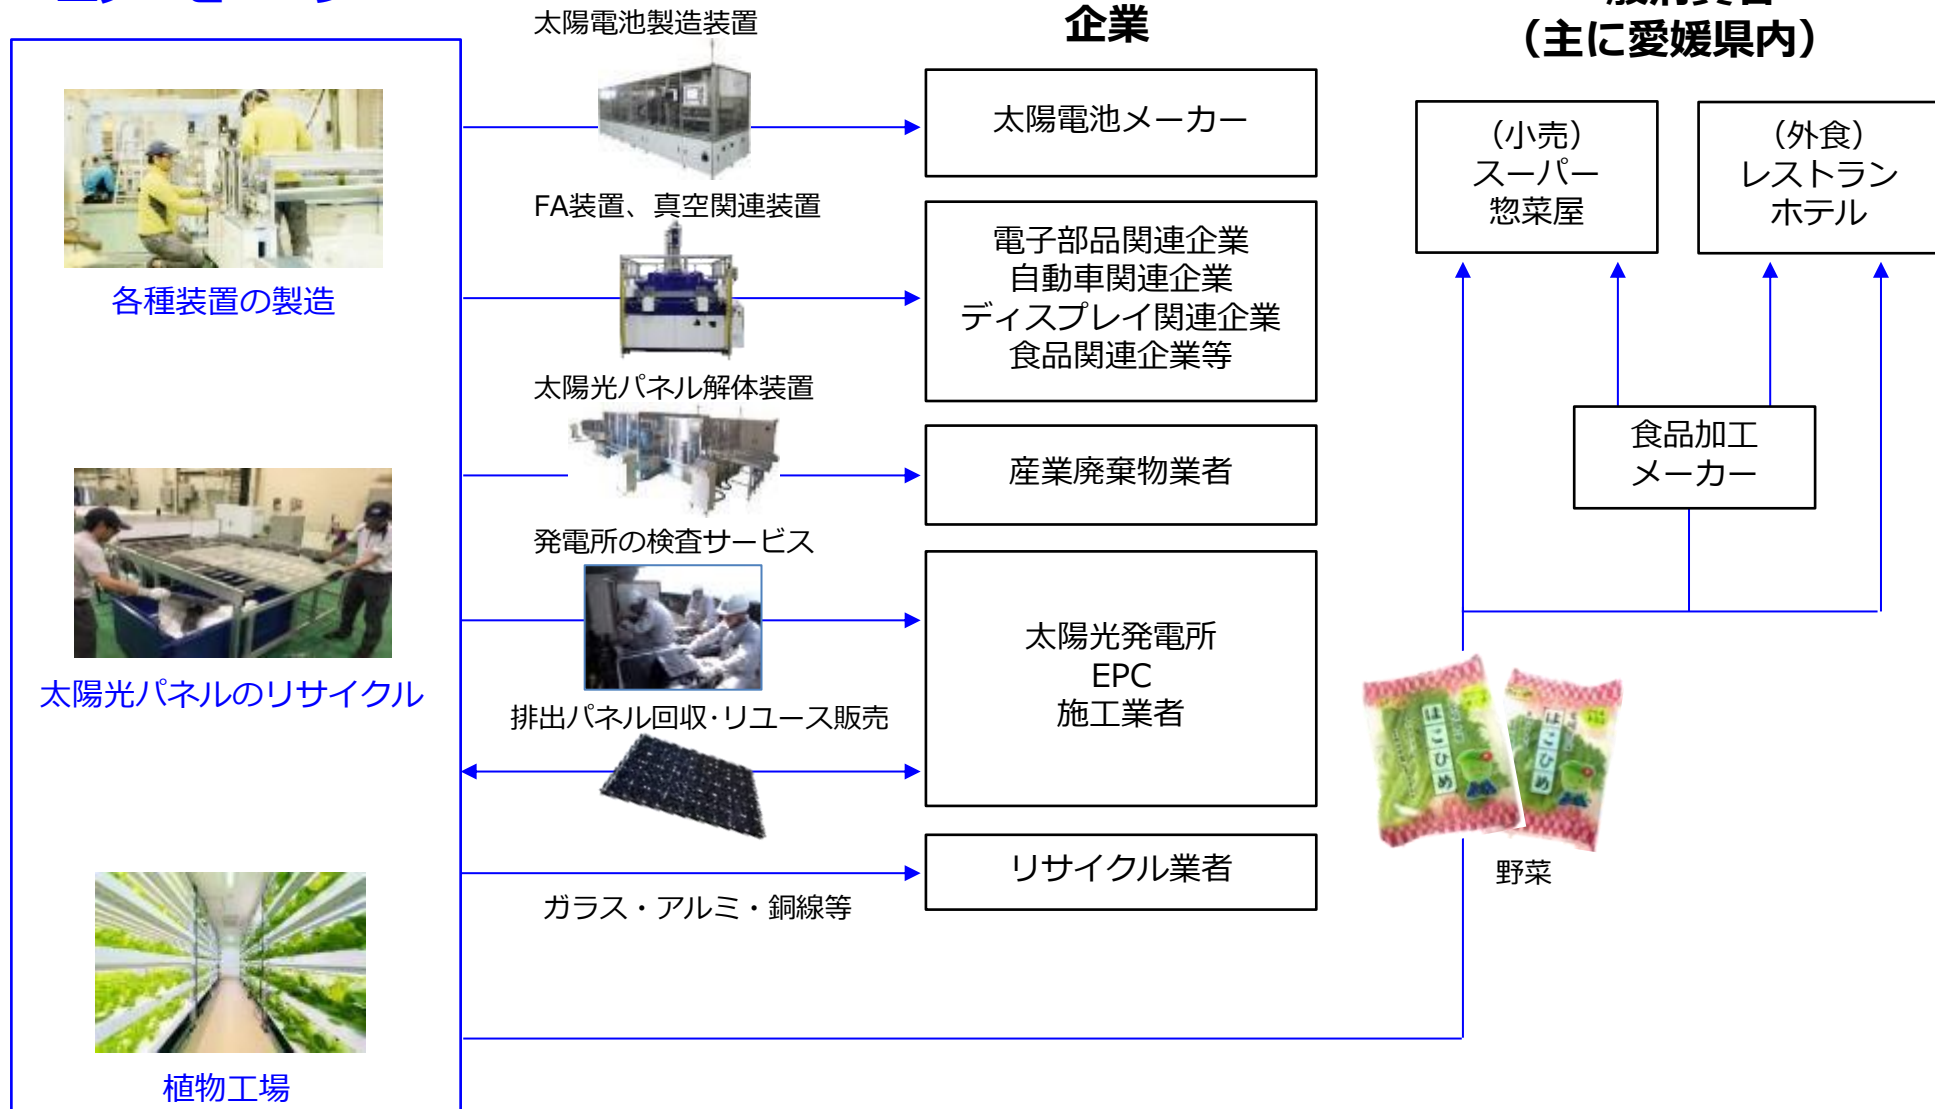 企業
（主に愛媛県内）
各種装置の製造
太陽光パネルのリサイクル
植物工場
太陽電池製造装置
太陽電池メーカー
FA装置、真空関連装置
電子部品関連企業
自動車関連企業
ディスプレイ関連企業
食品関連企業等
太陽光パネル解体装置
産業廃棄物業者
発電所の検査サービス
太陽光発電所
EPC
施工業者
排出パネル回収･リユース販売
リサイクル業者
ガラス・アルミ・銅線等
（小売）
スーパー
惣菜屋
（外食）
レストラン
ホテル
食品加工
メーカー
はこひめ
はこひめ
野菜